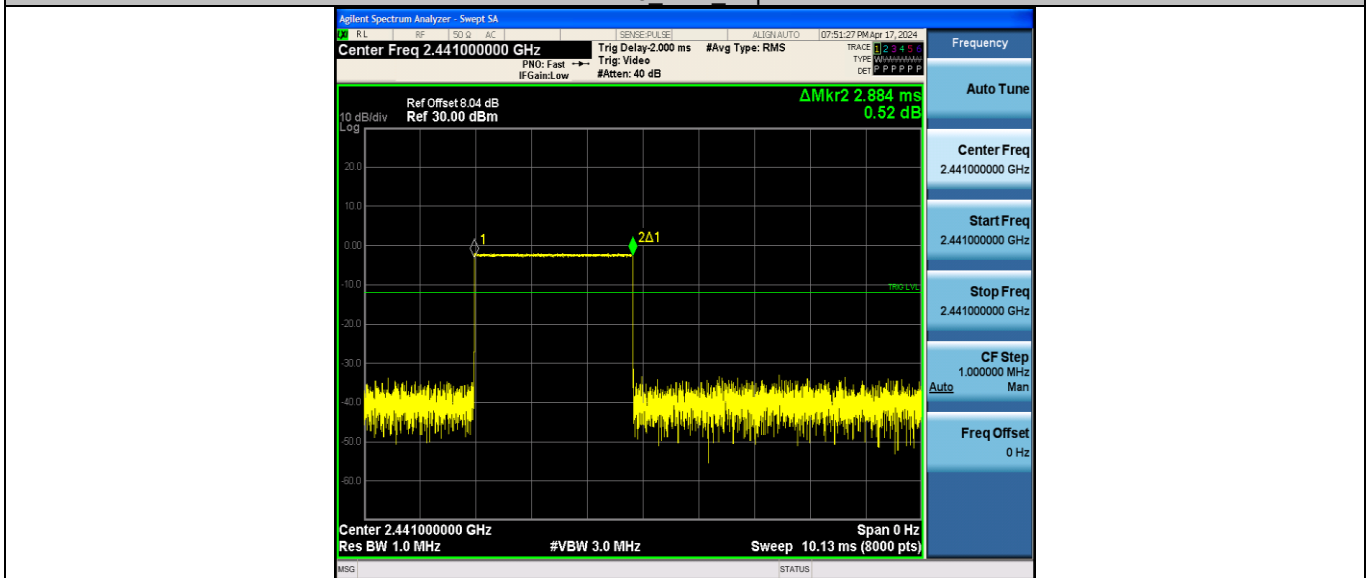 Agilent Spectrum Analyzer - Swept SA
RL RF 50 Ω AC SENSE:PULSE ALIGNAUTO 07:51:27 PM Apr 17, 2024
Center Freq 2.441000000 GHz
PNO: Fast
IFGain:Low
Trig Delay-2.000 ms
Trig: Video
#Atten: 40 dB
#Avg Type: RMS
TRACE 1 2 3 4 5 6
TYPE
DET P P P P P P
ΔMkr2 2.884 ms
0.52 dB
Ref Offset 8.04 dB
10 dB/div Ref 30.00 dBm
Log
20.0
10.0
0.00
-10.0
-20.0
-30.0
-40.0
-50.0
-60.0
1
2Δ1
TRIG LVL
Center 2.441000000 GHz Span 0 Hz
Res BW 1.0 MHz #VBW 3.0 MHz Sweep 10.13 ms (8000 pts)
MSG STATUS
Frequency
Auto Tune
Center Freq
2.441000000 GHz
Start Freq
2.441000000 GHz
Stop Freq
2.441000000 GHz
CF Step
1.000000 MHz
Auto Man
Freq Offset
0 Hz